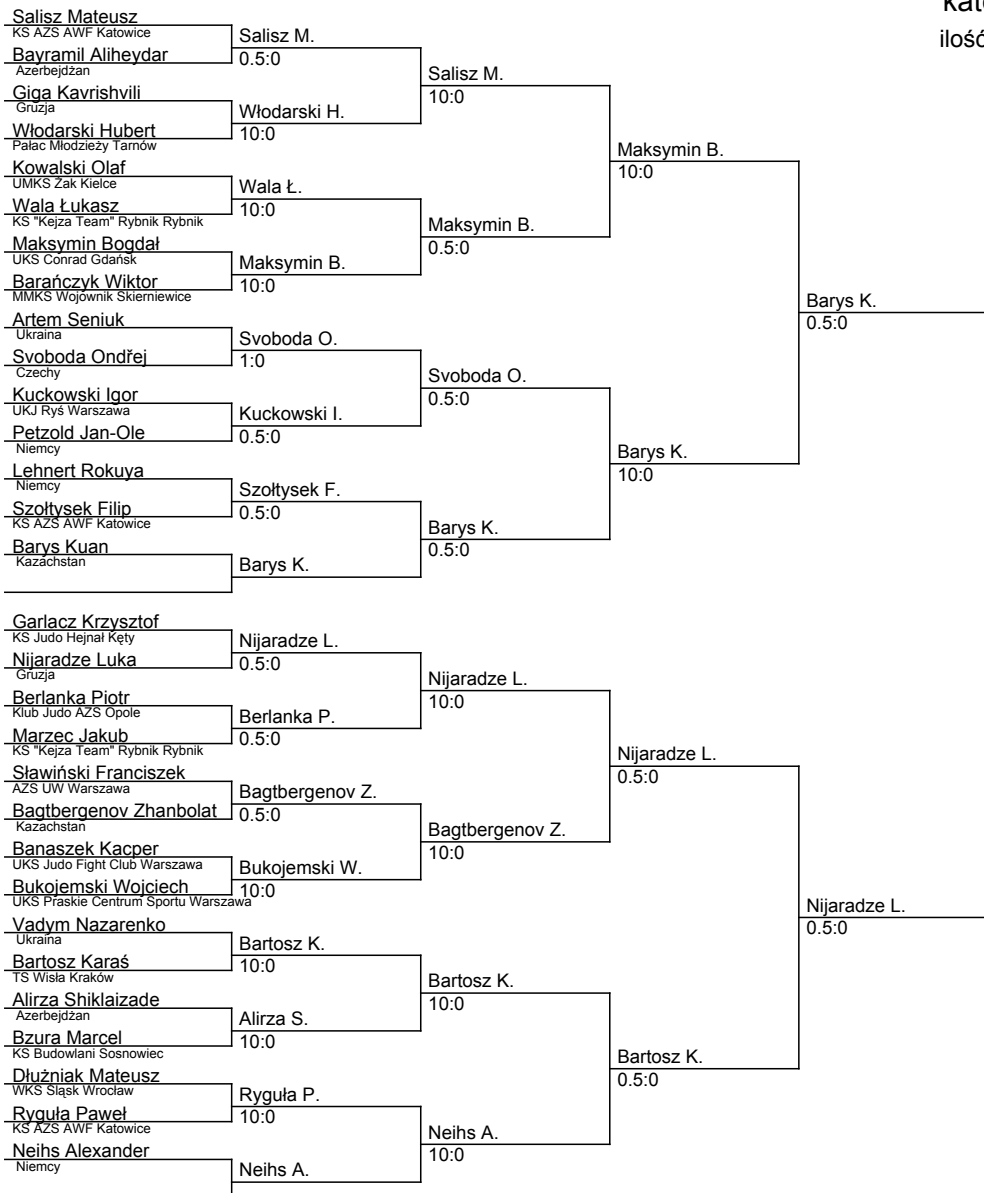 Salisz Mateusz
KS AZS AWF Katowice
Bayramil Aliheydar
Azerbejdżan
Giga Kavrishvili
Gruzja
Włodarski Hubert
Pałac Młodzieży Tarnów
Kowalski Olaf
UMKS Żak Kielce
Wala Łukasz
KS "Kejza Team" Rybnik Rybnik
Maksymin Bogdał
UKS Conrad Gdańsk
Barańczyk Wiktor
MMKS Wojównik Skierniewice
Artem Seniuk
Ukraina
Svoboda Ondřej
Czechy
Kuckowski Igor
UKJ Ryś Warszawa
Petzold Jan-Ole
Niemcy
Lehnert Rokuya
Niemcy
Szołtysek Filip
KS AZS AWF Katowice
Barys Kuan
Kazachstan
Garlacz Krzysztof
KS Judo Hejnał Kęty
Nijaradze Luka
Gruzja
Berlanka Piotr
Klub Judo AZS Opole
Marzec Jakub
KS "Kejza Team" Rybnik Rybnik
Sławiński Franciszek
AZS UW Warszawa
Bagtbergenov Zhanbolat
Kazachstan
Banaszek Kacper
UKS Judo Fight Club Warszawa
Bukojemski Wojciech
UKS Praskie Centrum Sportu Warszawa
Vadym Nazarenko
Ukraina
Bartosz Karaś
TS Wisła Kraków
Alirza Shiklaizade
Azerbejdżan
Bzura Marcel
KS Budowlani Sosnowiec
Dłużniak Mateusz
WKS Śląsk Wrocław
Ryguła Paweł
KS AZS AWF Katowice
Neihs Alexander
Niemcy
Salisz M.
0.5:0
Włodarski H.
10:0
Wala Ł.
10:0
Maksymin B.
10:0
Svoboda O.
1:0
Kuckowski I.
0.5:0
Szołtysek F.
0.5:0
Barys K.
Nijaradze L.
0.5:0
Berlanka P.
0.5:0
Bagtbergenov Z.
0.5:0
Bukojemski W.
10:0
Bartosz K.
10:0
Alirza S.
10:0
Ryguła P.
10:0
Neihs A.
Salisz M.
10:0
Maksymin B.
0.5:0
Svoboda O.
0.5:0
Barys K.
0.5:0
Nijaradze L.
10:0
Bagtbergenov Z.
10:0
Bartosz K.
10:0
Neihs A.
10:0
Maksymin B.
10:0
Barys K.
10:0
Nijaradze L.
0.5:0
Bartosz K.
0.5:0
Barys K.
0.5:0
Nijaradze L.
0.5:0
ilość